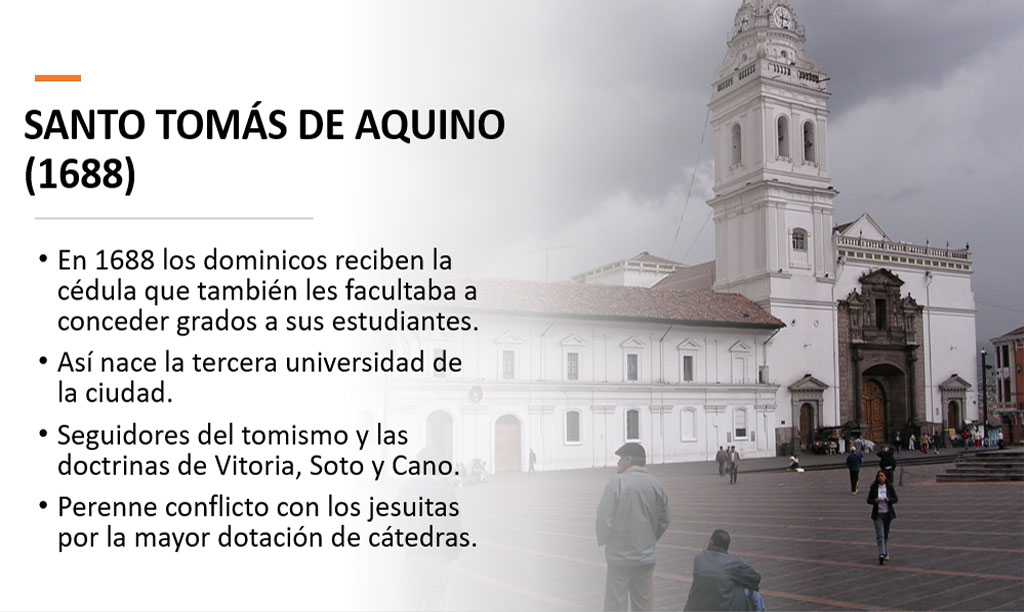 SANTO TOMÁS DE AQUINO
(1688)
• En 1688 los dominicos reciben la
cédula que también les facultaba a
conceder grados a sus estudiantes.
• Así nace la tercera universidad de
la ciudad.
• Seguidores del tomismo y las
doctrinas de Vitoria, Soto y Cano.
• Perenne conflicto con los jesuitas
por la mayor dotación de cátedras.